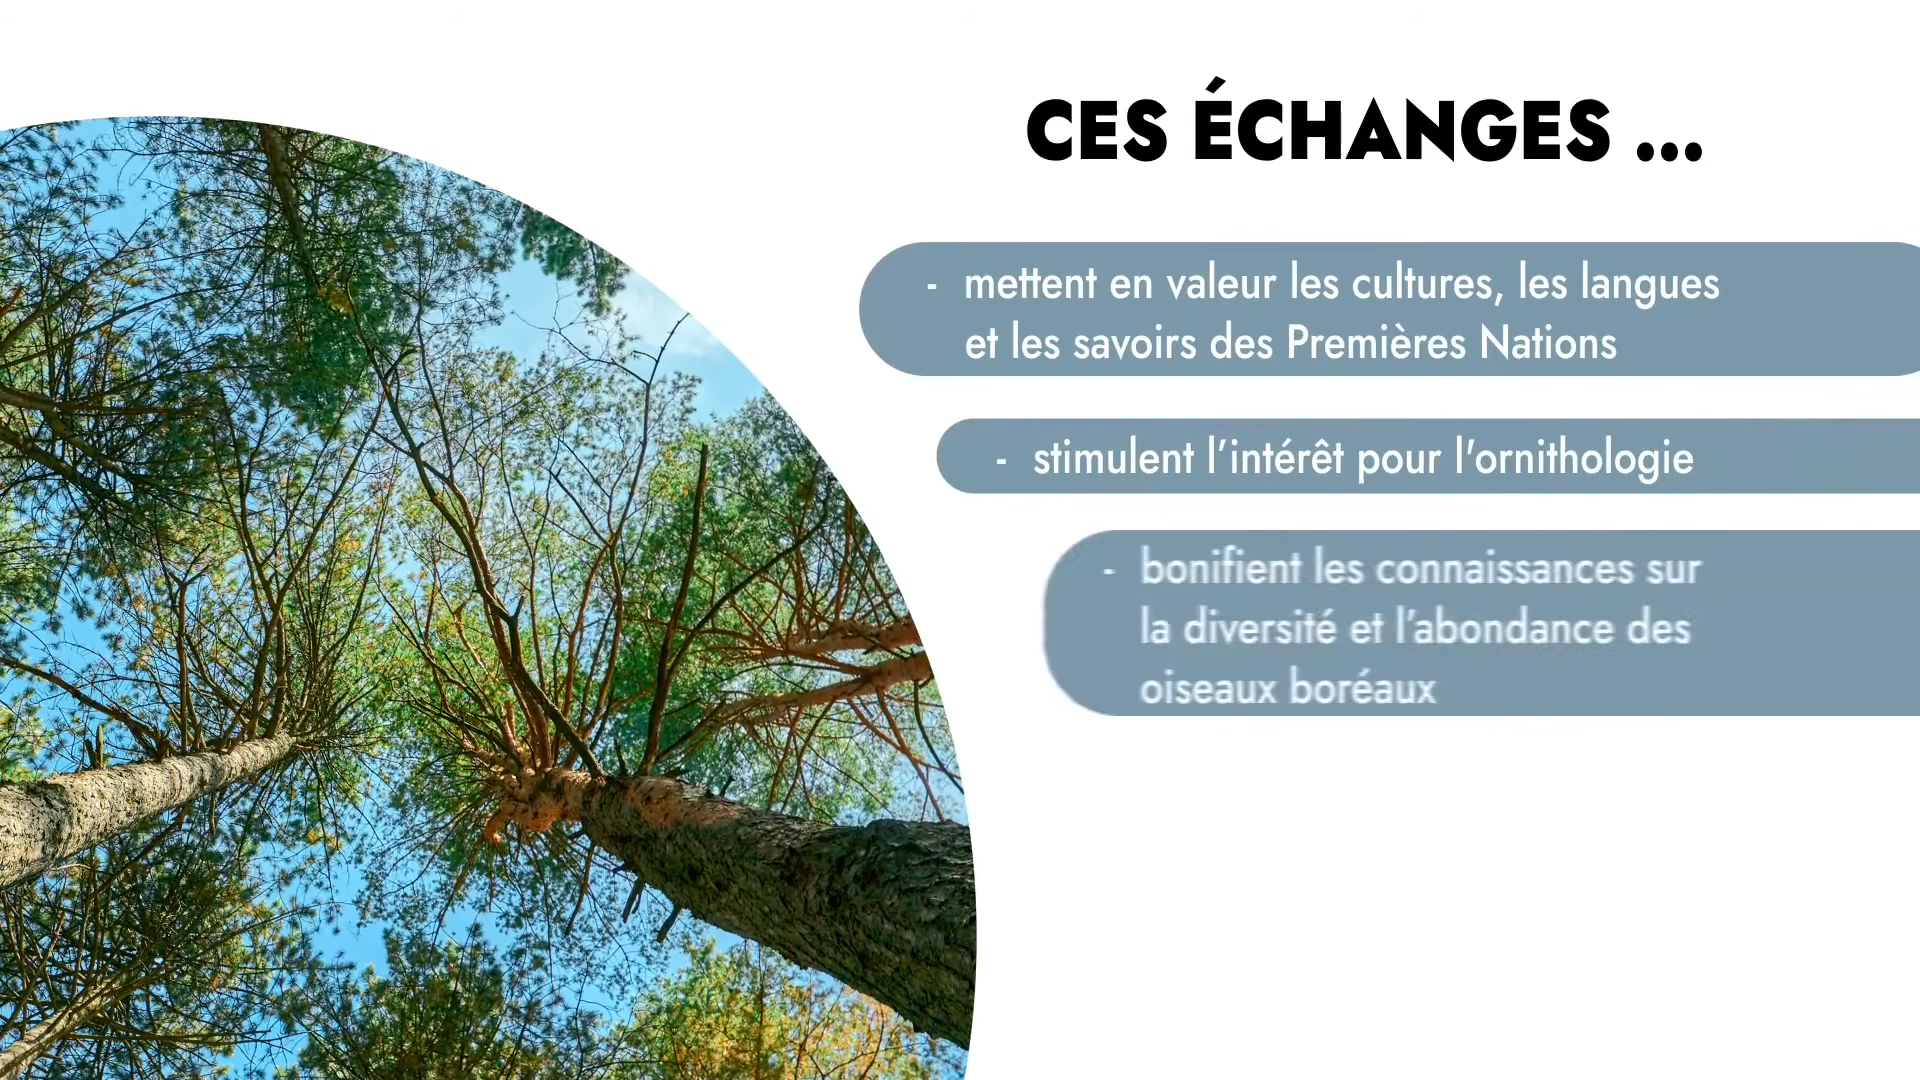 CES ÉCHANGES ...
- mettent en valeur les cultures, les langues
et les savoirs des Premières Nations
- stimulent l’intérêt pour l'ornithologie
- bonifient les connaissances sur
la diversité et l’abondance des
oiseaux boréaux